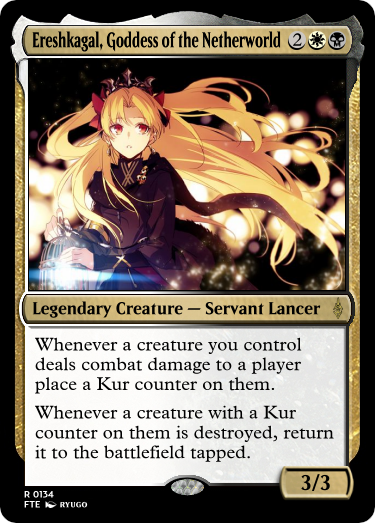 Ereshkagal, Goddess of the Netherworld 2
Legendary Creature — Servant Lancer
Whenever a creature you control
deals combat damage to a player
place a Kur counter on them.
Whenever a creature with a Kur
counter on them is destroyed, return
it to the battlefield tapped.
3/3
R 0134
FTE RYUGO